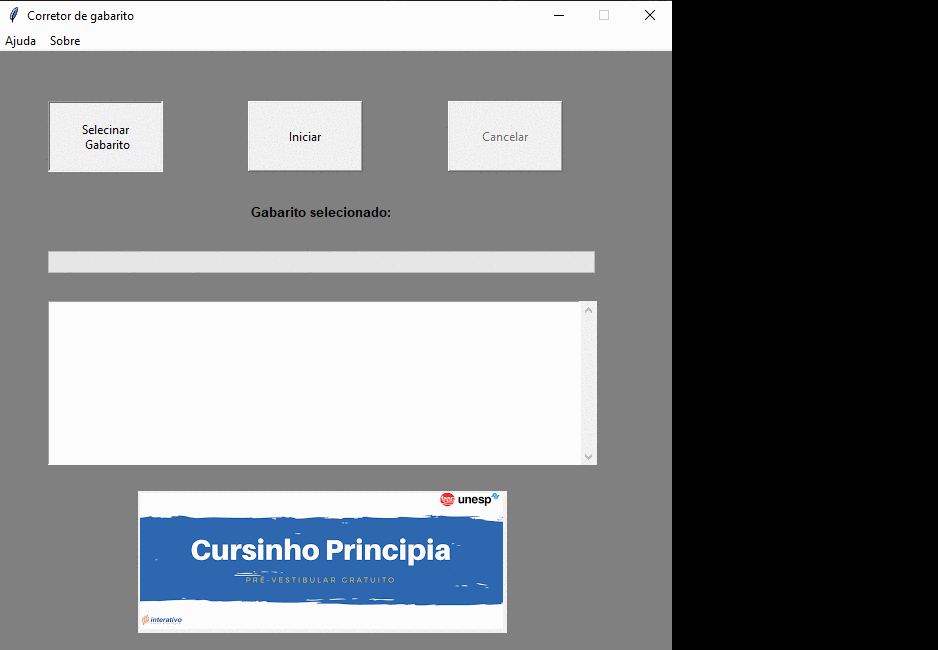 Corretor de gabarito
Ajuda Sobre
Selecinar
Gabarito
Iniciar
Cancelar
Gabarito selecionado:
unesp
Cursinho Principia
PRÉ-VESTIBULAR GRATUITO
interativo